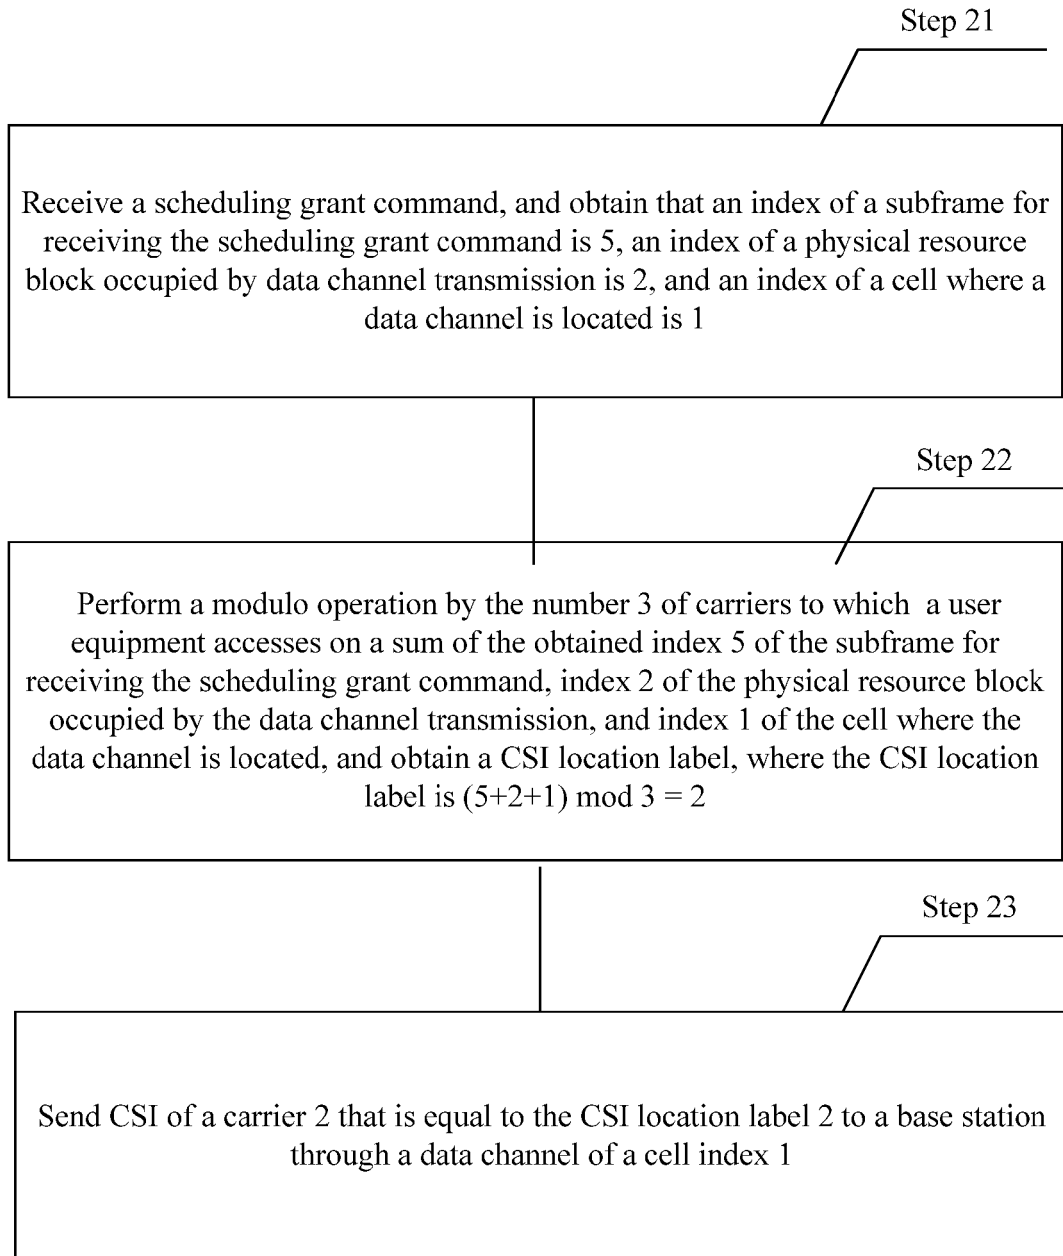 Step 21
Receive a scheduling grant command, and obtain that an index of a subframe for
receiving the scheduling grant command is 5, an index of a physical resource
block occupied by data channel transmission is 2, and an index of a cell where a
data channel is located is 1
Step 22
Perform a modulo operation by the number 3 of carriers to which a user
equipment accesses on a sum of the obtained index 5 of the subframe for
receiving the scheduling grant command, index 2 of the physical resource block
occupied by the data channel transmission, and index 1 of the cell where the
data channel is located, and obtain a CSI location label, where the CSI location
label is (5+2+1) mod 3 = 2
Step 23
Send CSI of a carrier 2 that is equal to the CSI location label 2 to a base station
through a data channel of a cell index 1